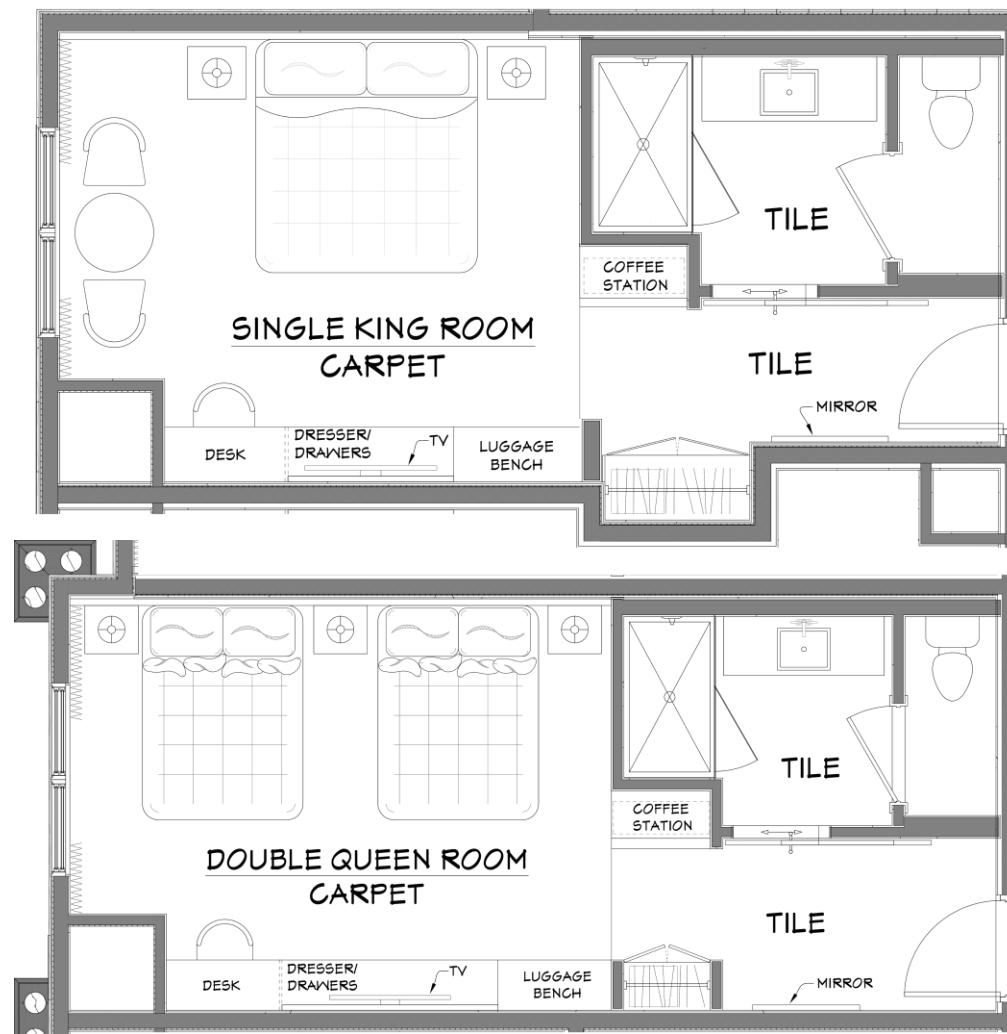 TILE
COFFEE
STATION
SINGLE KING ROOM
CARPET
TILE
MIRROR
DESK
DRESSER/
DRAWERS
TV
LUGGAGE
BENCH
TILE
COFFEE
STATION
DOUBLE QUEEN ROOM
CARPET
TILE
DESK
DRESSER/
DRAWERS
TV
LUGGAGE
BENCH
MIRROR